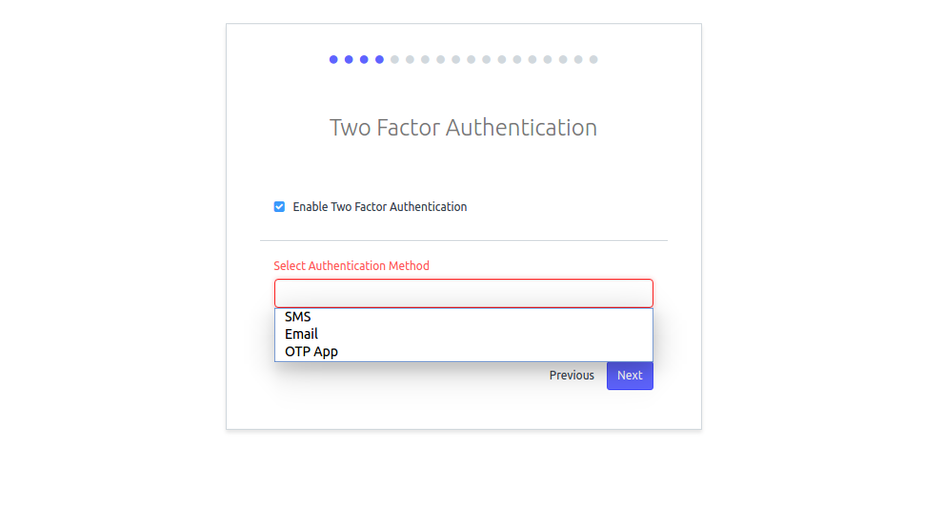 Two Factor Authentication
Enable Two Factor Authentication
Select Authentication Method
SMS
Email
OTP App
Previous Next